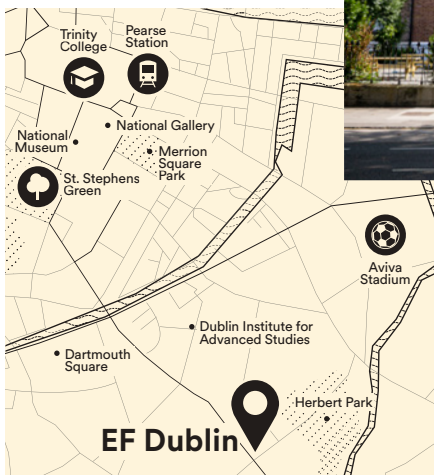 Trinity
College
Pearse
Station
National Gallery
National
Museum
Merrion
Square
Park
St. Stephens
Green
Aviva
Stadium
Dublin Institute for
Advanced Studies
Dartmouth
Square
Herbert Park
EF Dublin